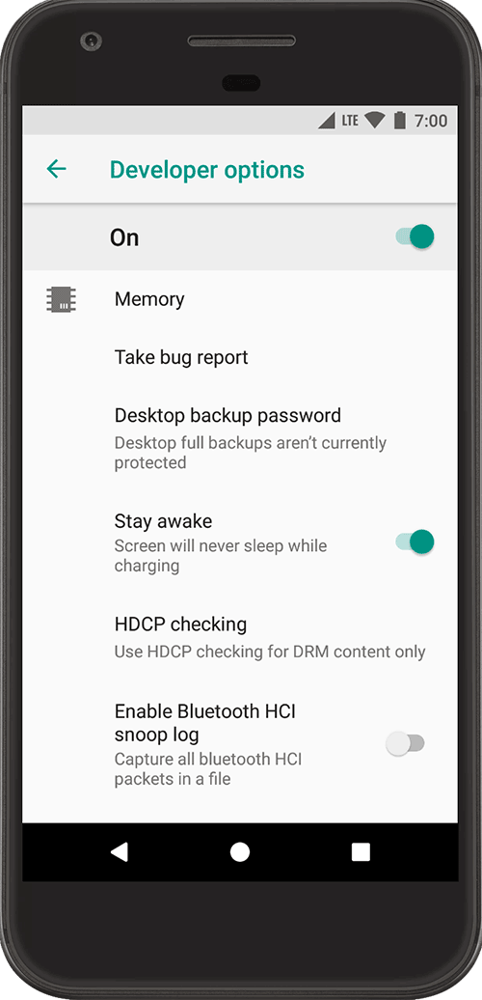 LTE 7:00
Developer options
On
Memory
Take bug report
Desktop backup password
Desktop full backups aren't currently
protected
Stay awake
Screen will never sleep while
charging
HDCP checking
Use HDCP checking for DRM content only
Enable Bluetooth HCI
snoop log
Capture all bluetooth HCI
packets in a file